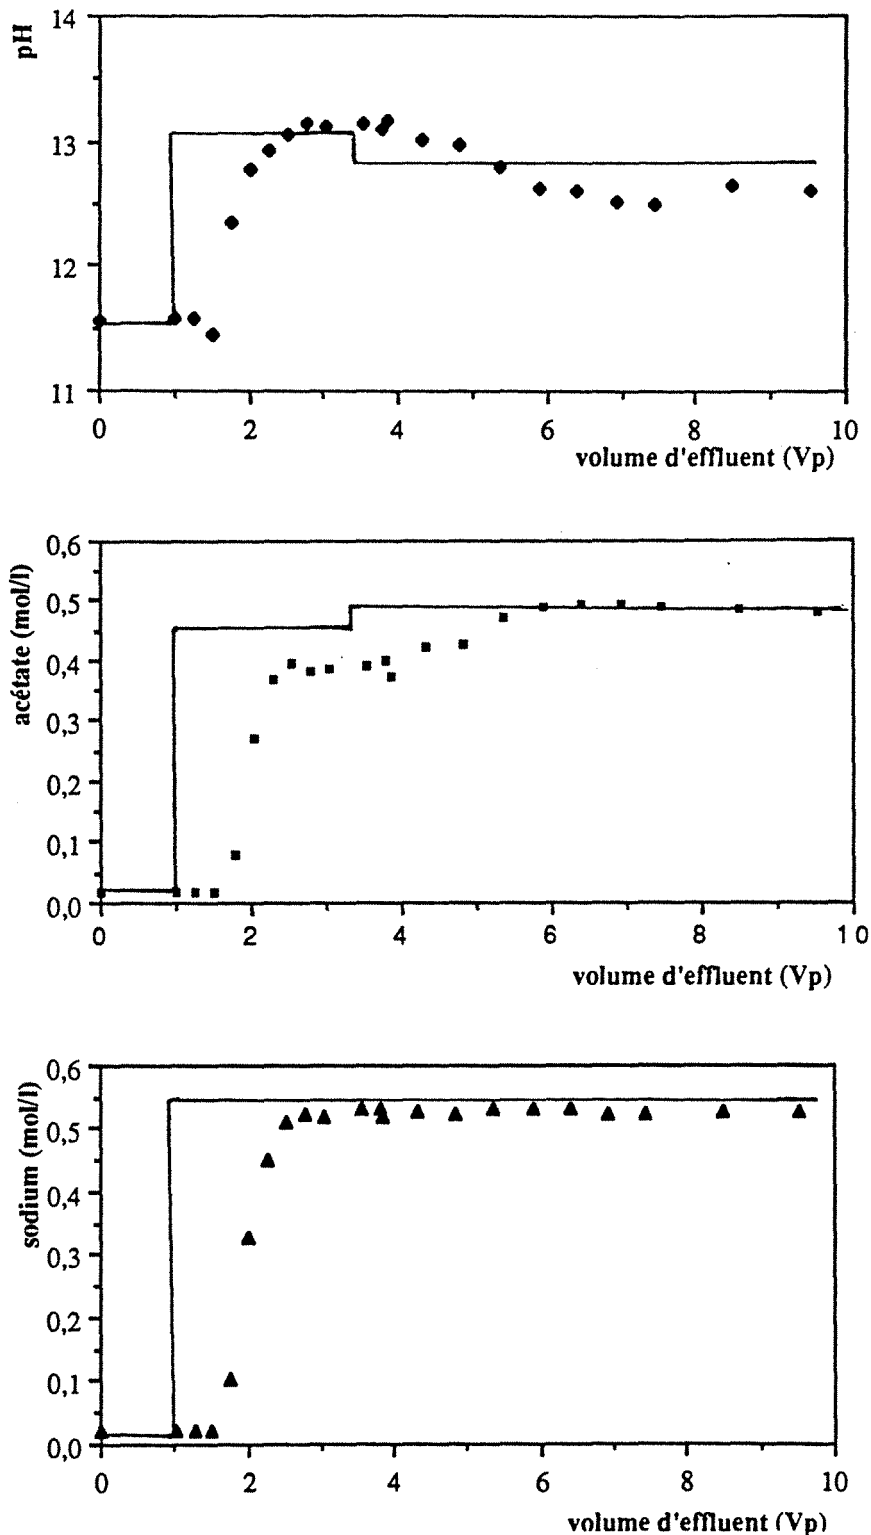 pH
14
13
12
11
0 2 4 6 8 10
volume d'effluent (Vp)
acétate (mol/l)
0,6
0,5
0,4
0,3
0,2
0,1
0,0
0 2 4 6 8 10
volume d'effluent (Vp)
sodium (mol/l)
0,6
0,5
0,4
0,3
0,2
0,1
0,0
0 2 4 6 8 10
volume d'effluent (Vp)